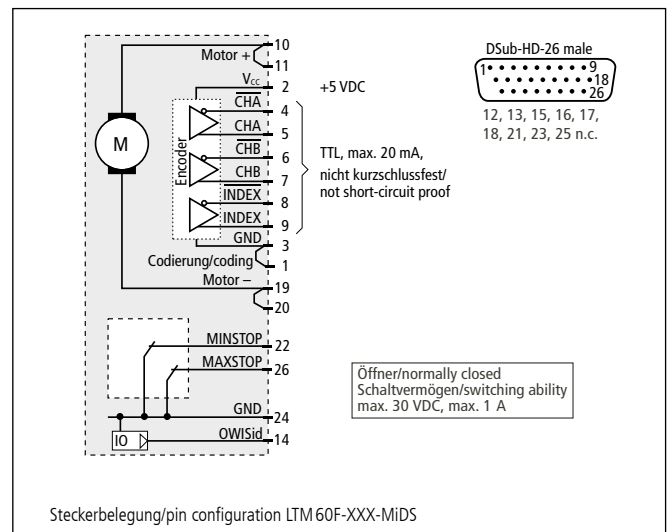 Motor + 10
11
Vcc 2 +5 VDC
CHA 4
CHA 5
CHB 6
CHB 7
INDEX 8
INDEX 9
GND 3
Codierung/coding 1
Motor – 19
20
M
Encoder
TTL, max. 20 mA,
nicht kurzschlussfest/
not short-circuit proof
DSub-HD-26 male
1 9
18
26
12, 13, 15, 16, 17,
18, 21, 23, 25 n.c.
MINSTOP 22
MAXSTOP 26
GND 24
IO OWISid 14
Öffner/normally closed
Schaltvermögen/switching ability
max. 30 VDC, max. 1 A
Steckerbelegung/pin configuration LTM 60F-XXX-MiDS